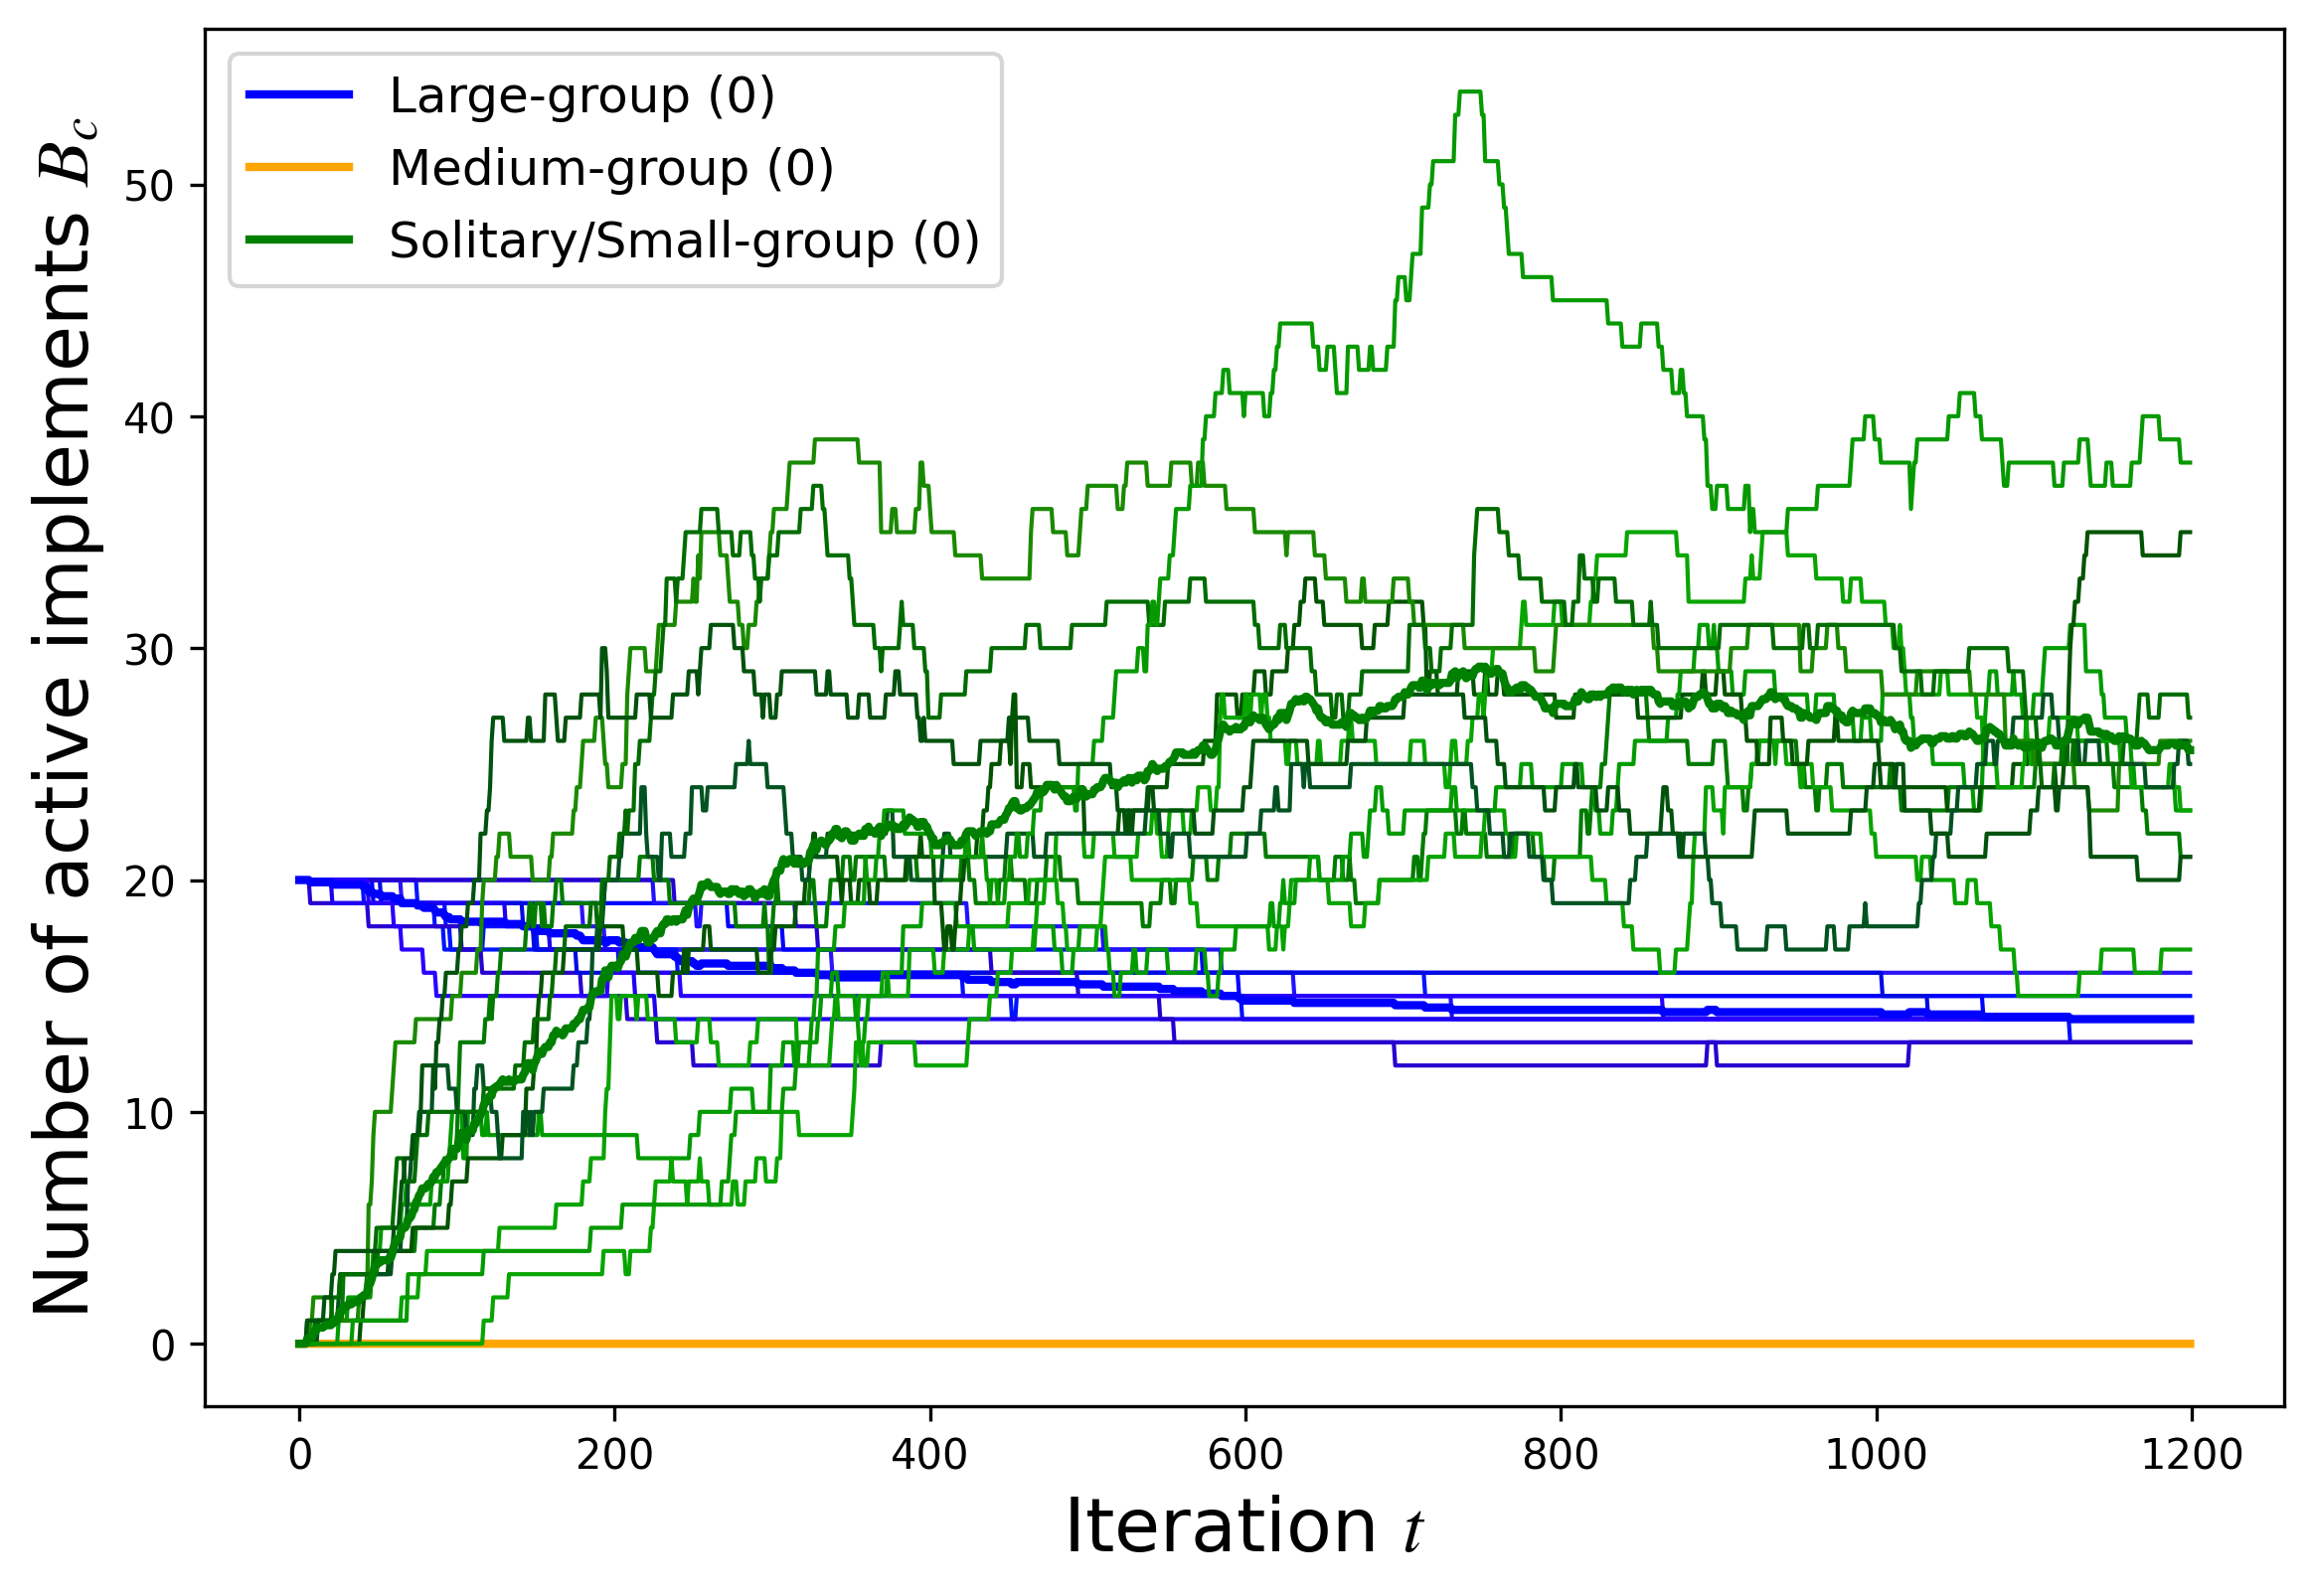 Large-group (0)
Medium-group (0)
Solitary/Small-group (0)
Number of active implements B_c
50
40
30
20
10
0
0 200 400 600 800 1000 1200
Iteration t